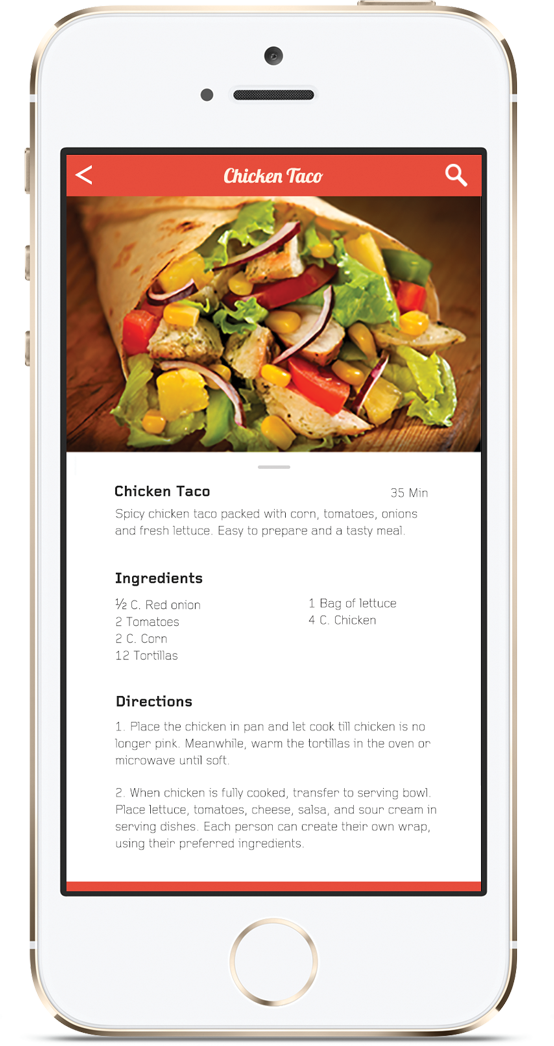 Chicken Taco
Chicken Taco
35 Min
Spicy chicken taco packed with corn, tomatoes, onions
and fresh lettuce. Easy to prepare and a tasty meal.
Ingredients
½ C. Red onion
2 Tomatoes
2 C. Corn
12 Tortillas
1 Bag of lettuce
4 C. Chicken
Directions
1. Place the chicken in pan and let cook till chicken is no
longer pink. Meanwhile, warm the tortillas in the oven or
microwave until soft.
2. When chicken is fully cooked, transfer to serving bowl.
Place lettuce, tomatoes, cheese, salsa, and sour cream in
serving dishes. Each person can create their own wrap,
using their preferred ingredients.